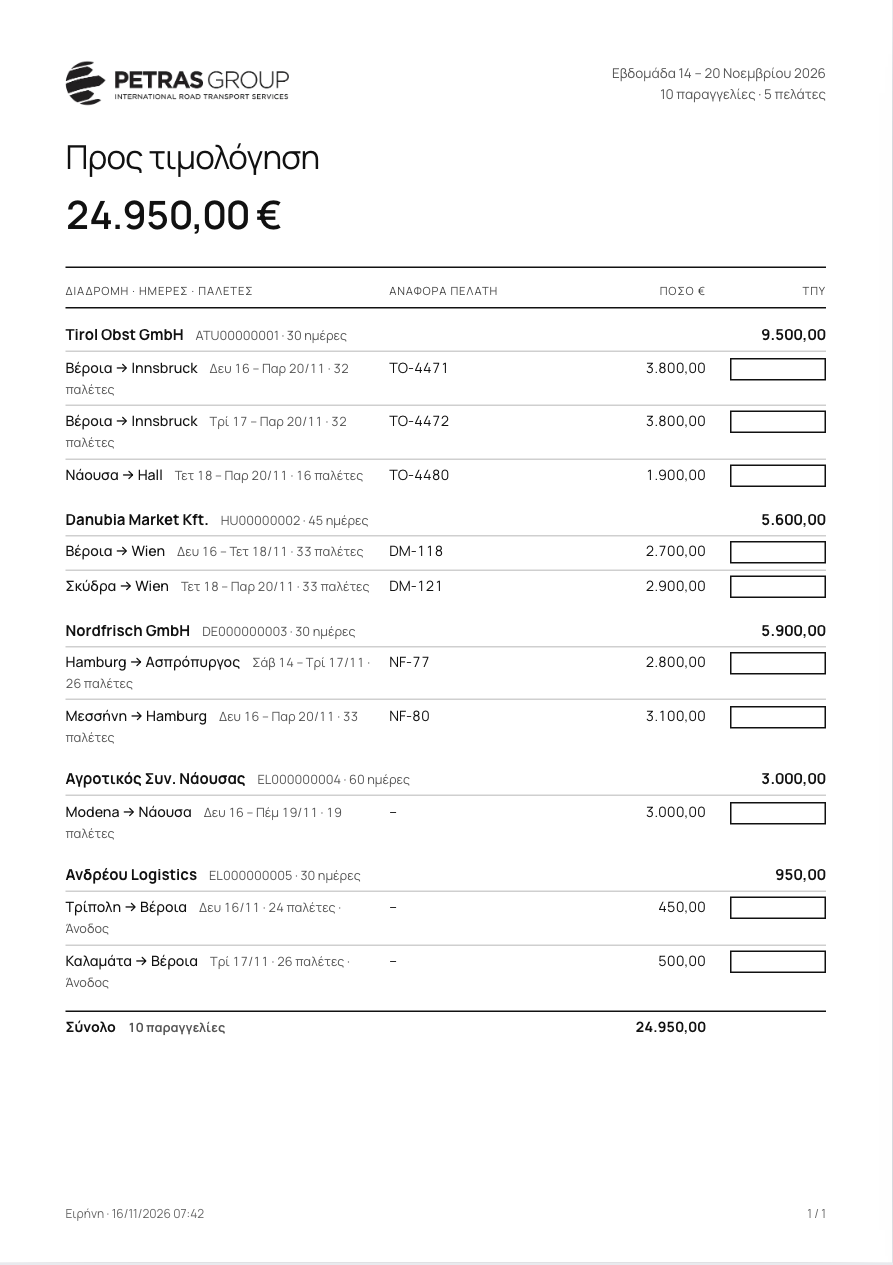 PETRAS GROUP
INTERNATIONAL ROAD TRANSPORT SERVICES
Εβδομάδα 14 – 20 Νοεμβρίου 2026
10 παραγγελίες · 5 πελάτες
Προς τιμολόγηση
24.950,00 €
ΔΙΑΔΡΟΜΗ · ΗΜΕΡΕΣ · ΠΑΛΕΤΕΣ ΑΝΑΦΟΡΑ ΠΕΛΑΤΗ ΠΟΣΟ € ΤΠΥ
Tirol Obst GmbH ATU00000001 · 30 ημέρες 9.500,00
Βέροια → Innsbruck Δευ 16 – Παρ 20/11 · 32 TO-4471 3.800,00
παλέτες
Βέροια → Innsbruck Τρί 17 – Παρ 20/11 · 32 TO-4472 3.800,00
παλέτες
Νάουσα → Hall Τετ 18 – Παρ 20/11 · 16 παλέτες TO-4480 1.900,00
Danubia Market Kft. HU00000002 · 45 ημέρες 5.600,00
Βέροια → Wien Δευ 16 – Τετ 18/11 · 33 παλέτες DM-118 2.700,00
Σκύδρα → Wien Τετ 18 – Παρ 20/11 · 33 παλέτες DM-121 2.900,00
Nordfrisch GmbH DE000000003 · 30 ημέρες 5.900,00
Hamburg → Ασπρόπυργος Σάβ 14 – Τρί 17/11 · NF-77 2.800,00
26 παλέτες
Μεσσήνη → Hamburg Δευ 16 – Παρ 20/11 · 33 NF-80 3.100,00
παλέτες
Αγροτικός Συν. Νάουσας EL000000004 · 60 ημέρες 3.000,00
Modena → Νάουσα Δευ 16 – Πέμ 19/11 · 19 – 3.000,00
παλέτες
Ανδρέου Logistics EL000000005 · 30 ημέρες 950,00
Τρίπολη → Βέροια Δευ 16/11 · 24 παλέτες · – 450,00
Άνοδος
Καλαμάτα → Βέροια Τρί 17/11 · 26 παλέτες · – 500,00
Άνοδος
Σύνολο 10 παραγγελίες 24.950,00
Ειρήνη · 16/11/2026 07:42 1 / 1